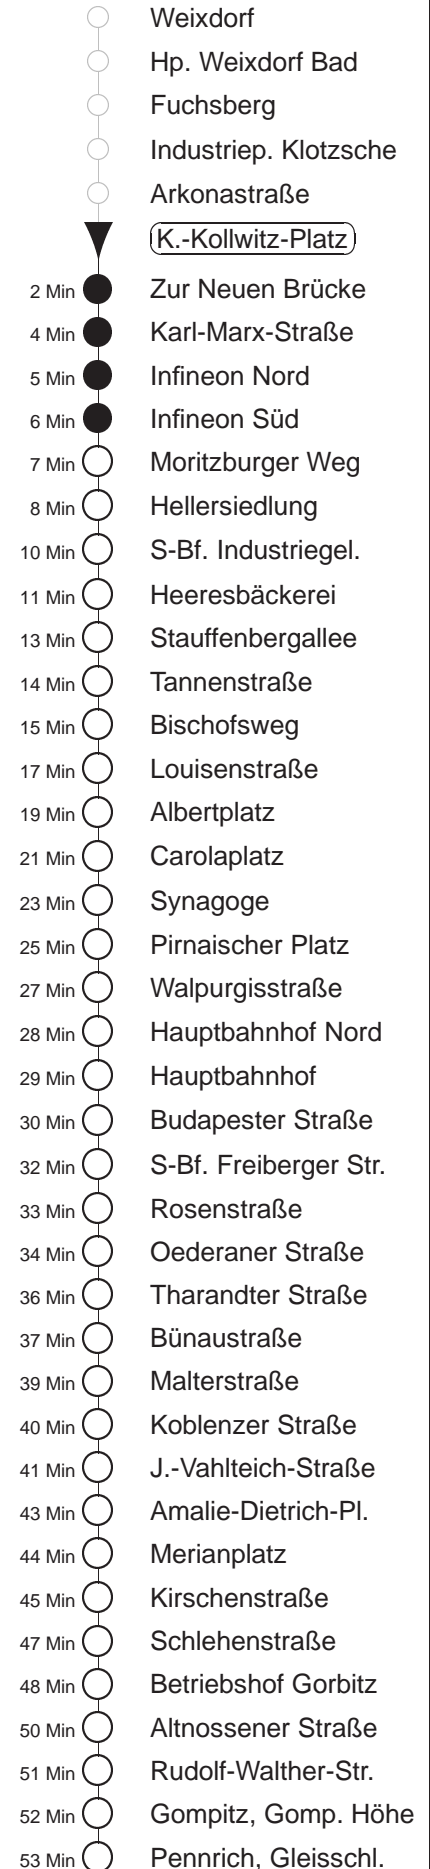 Weixdorf
Hp. Weixdorf Bad
Fuchsberg
Industriep. Klotzsche
Arkonastraße
K.-Kollwitz-Platz
2 Min Zur Neuen Brücke
4 Min Karl-Marx-Straße
5 Min Infineon Nord
6 Min Infineon Süd
7 Min Moritzburger Weg
8 Min Hellersiedlung
10 Min S-Bf. Industriegel.
11 Min Heeresbäckerei
13 Min Stauffenbergallee
14 Min Tannenstraße
15 Min Bischofsweg
17 Min Louisenstraße
19 Min Albertplatz
21 Min Carolaplatz
23 Min Synagoge
25 Min Pirnaischer Platz
27 Min Walpurgisstraße
28 Min Hauptbahnhof Nord
29 Min Hauptbahnhof
30 Min Budapester Straße
32 Min S-Bf. Freiberger Str.
33 Min Rosenstraße
34 Min Oederaner Straße
36 Min Tharandter Straße
37 Min Bünaustraße
39 Min Malterstraße
40 Min Koblenzer Straße
41 Min J.-Vahlteich-Straße
43 Min Amalie-Dietrich-Pl.
44 Min Merianplatz
45 Min Kirschenstraße
47 Min Schlehenstraße
48 Min Betriebshof Gorbitz
50 Min Altnossener Straße
51 Min Rudolf-Walther-Str.
52 Min Gompitz, Gomp. Höhe
53 Min Pennrich, Gleisschl.